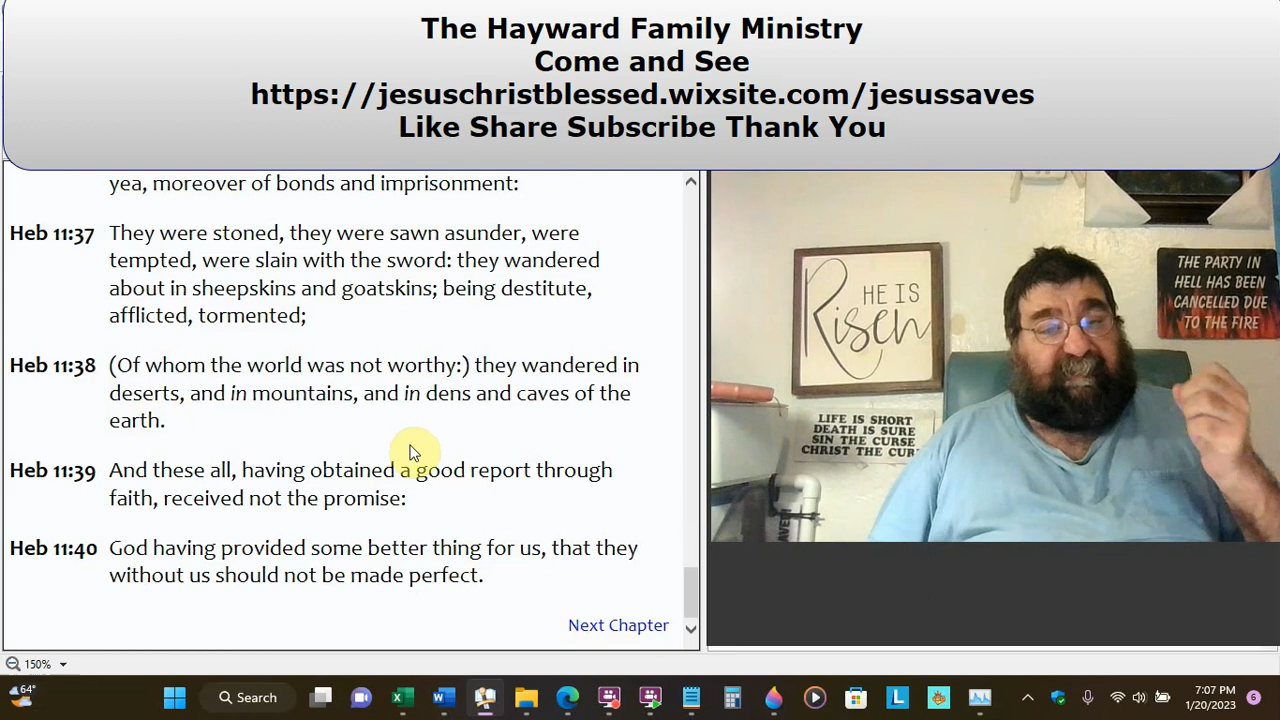 The Hayward Family Ministry
Come and See
https://jesuschristblessed.wixsite.com/jesussaves
Like Share Subscribe Thank You
yea, moreover of bonds and imprisonment:
Heb 11:37 They were stoned, they were sawn asunder, were
tempted, were slain with the sword: they wandered
about in sheepskins and goatskins; being destitute,
afflicted, tormented;
Heb 11:38 (Of whom the world was not worthy:) they wandered in
deserts, and in mountains, and in dens and caves of the
earth.
Heb 11:39 And these all, having obtained a good report through
faith, received not the promise:
Heb 11:40 God having provided some better thing for us, that they
without us should not be made perfect.
Next Chapter
HE IS
Risen
THE PARTY IN
HELL HAS BEEN
CANCELLED DUE
TO THE FIRE
LIFE IS SHORT
DEATH IS SURE
SIN THE CURSE
CHRIST THE CUR
150%
64°
Search
7:07 PM
1/20/2023
6